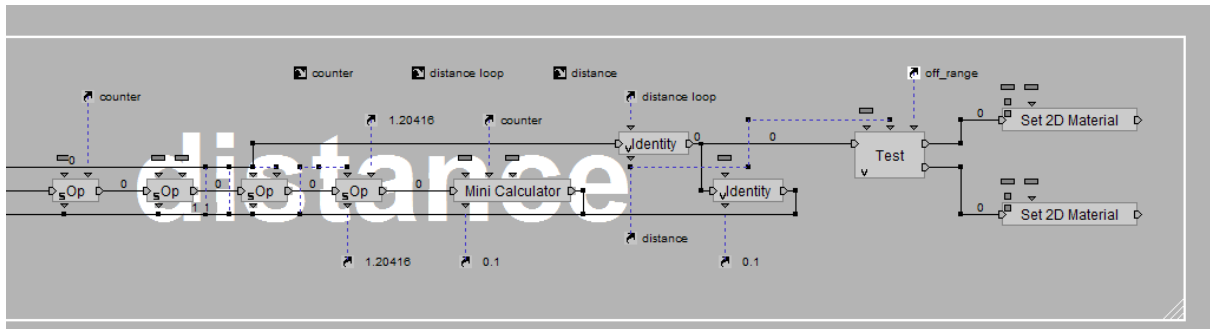 counter distance loop distance off_range
counter distance loop
1.20416 counter
0 Set 2D Material
distance
0 Identity 0 0 Test
Op 0 Op 0 Op 0 Op 0 Mini Calculator Identity
1 1
0 Set 2D Material
distance
1.20416 0.1 0.1